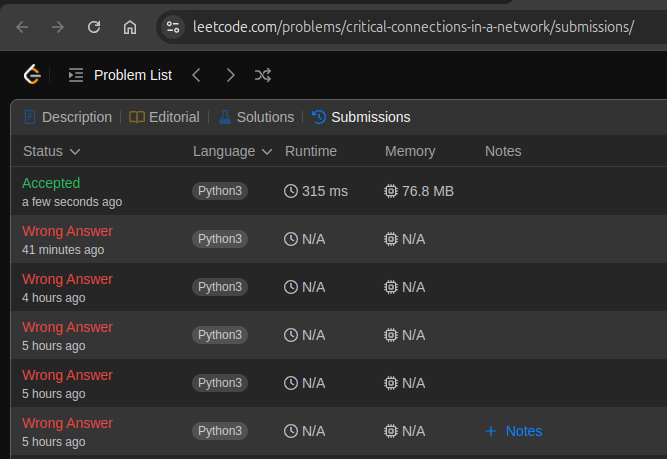 leetcode.com/problems/critical-connections-in-a-network/submissions/
Problem List
Description Editorial Solutions Submissions
Status Language Runtime Memory Notes
Accepted Python3 315 ms 76.8 MB
a few seconds ago
Wrong Answer Python3 N/A N/A
41 minutes ago
Wrong Answer Python3 N/A N/A
4 hours ago
Wrong Answer Python3 N/A N/A
5 hours ago
Wrong Answer Python3 N/A N/A
5 hours ago
Wrong Answer Python3 N/A N/A + Notes
5 hours ago